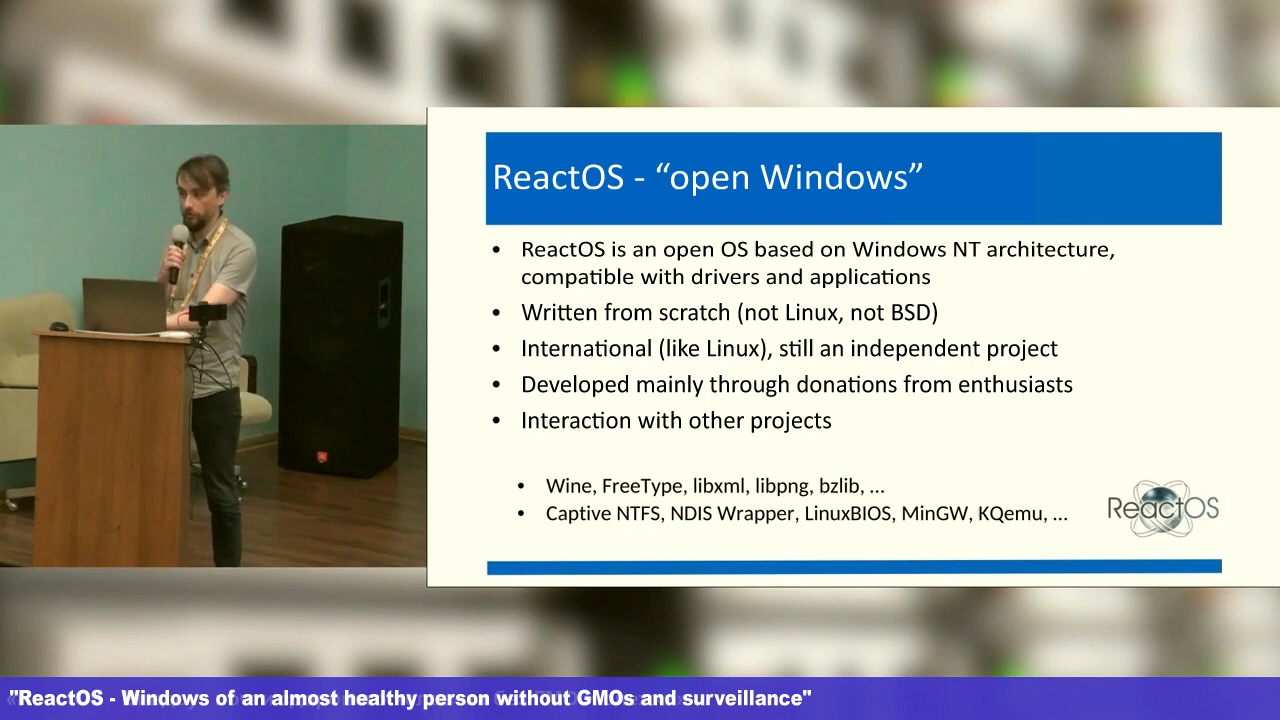 ReactOS - “open Windows”
• ReactOS is an open OS based on Windows NT architecture,
compatible with drivers and applications
• Written from scratch (not Linux, not BSD)
• International (like Linux), still an independent project
• Developed mainly through donations from enthusiasts
• Interaction with other projects
• Wine, FreeType, libxml, libpng, bzlib, ...
• Captive NTFS, NDIS Wrapper, LinuxBIOS, MinGW, KQemu, ...
ReactOS
"ReactOS - Windows of an almost healthy person without GMOs and surveillance"